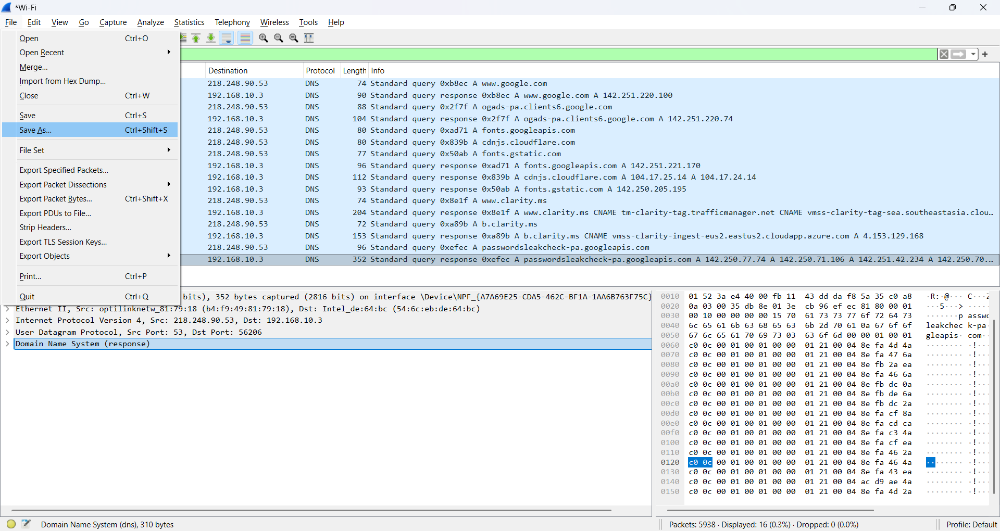 *Wi-Fi
File Edit View Go Capture Analyze Statistics Telephony Wireless Tools Help
Open Ctrl+O
Open Recent
Merge...
Import from Hex Dump...
Close Ctrl+W
Save Ctrl+S
Save As... Ctrl+Shift+S
File Set
Export Specified Packets...
Export Packet Dissections
Export Packet Bytes... Ctrl+Shift+X
Export PDUs to File...
Strip Headers...
Export TLS Session Keys...
Export Objects
Print... Ctrl+P
Quit Ctrl+Q
Destination Protocol Length Info
218.248.90.53 DNS 74 Standard query 0xb8ec A www.google.com
192.168.10.3 DNS 90 Standard query response 0xb8ec A www.google.com A 142.251.220.100
218.248.90.53 DNS 88 Standard query 0x2f7f A ogads-pa.clients6.google.com
192.168.10.3 DNS 104 Standard query response 0x2f7f A ogads-pa.clients6.google.com A 142.251.220.74
218.248.90.53 DNS 80 Standard query 0xad71 A fonts.googleapis.com
218.248.90.53 DNS 80 Standard query 0x839b A cdnjs.cloudflare.com
218.248.90.53 DNS 77 Standard query 0x50ab A fonts.gstatic.com
192.168.10.3 DNS 96 Standard query response 0xad71 A fonts.googleapis.com A 142.251.221.170
192.168.10.3 DNS 112 Standard query response 0x839b A cdnjs.cloudflare.com A 104.17.25.14 A 104.17.24.14
192.168.10.3 DNS 93 Standard query response 0x50ab A fonts.gstatic.com A 142.250.205.195
218.248.90.53 DNS 74 Standard query 0x8e1f A www.clarity.ms
192.168.10.3 DNS 204 Standard query response 0x8e1f A www.clarity.ms CNAME tm-clarity-tag.trafficmanager.net CNAME vmss-clarity-tag-sea.southeastasia.clou...
218.248.90.53 DNS 72 Standard query 0xa89b A b.clarity.ms
192.168.10.3 DNS 153 Standard query response 0xa89b A b.clarity.ms CNAME vmss-clarity-ingest-eus2.eastus2.cloudapp.azure.com A 4.153.129.168
218.248.90.53 DNS 96 Standard query 0xefec A passwordsleakcheck-pa.googleapis.com
192.168.10.3 DNS 352 Standard query response 0xefec A passwordsleakcheck-pa.googleapis.com A 142.250.77.74 A 142.250.71.106 A 142.251.42.234 A 142.250.70...
bits), 352 bytes captured (2816 bits) on interface \Device\NPF_{A7A69E25-CDA5-462C-BF1A-1AA6B763F75C}
Ethernet II, Src: optilinknetw_81:79:18 (b4:f9:49:81:79:18), Dst: Intel_de:64:bc (54:6c:eb:de:64:bc)
Internet Protocol Version 4, Src: 218.248.90.53, Dst: 192.168.10.3
User Datagram Protocol, Src Port: 53, Dst Port: 56206
Domain Name System (response)
0010 01 52 3a e4 40 00 fb 11 43 dd da f8 5a 35 c0 a8 ·R:·@··· C···Z
0020 0a 03 00 35 db 8e 01 3e cb 96 ef ec 81 80 00 01 ···5···> ······
0030 00 10 00 00 00 00 15 70 61 73 73 77 6f 72 64 73 ·······p assw
0040 6c 65 61 6b 63 68 65 63 6b 2d 70 61 0a 67 6f 6f leakchec k-pa
0050 67 6c 65 61 70 69 73 03 63 6f 6d 00 00 01 00 01 gleapis· com··
0060 c0 0c 00 01 00 01 00 00 01 21 00 04 8e fa 4d 4a ········ ·!···
0070 c0 0c 00 01 00 01 00 00 01 21 00 04 8e fa 47 6a ········ ·!···
0080 c0 0c 00 01 00 01 00 00 01 21 00 04 8e fb 2a ea ········ ·!···
0090 c0 0c 00 01 00 01 00 00 01 21 00 04 8e fa 46 6a ········ ·!···
00a0 c0 0c 00 01 00 01 00 00 01 21 00 04 8e fb dc 0a ········ ·!···
00b0 c0 0c 00 01 00 01 00 00 01 21 00 04 8e fb de 6a ········ ·!···
00c0 c0 0c 00 01 00 01 00 00 01 21 00 04 8e fb dc 2a ········ ·!···
00d0 c0 0c 00 01 00 01 00 00 01 21 00 04 8e fa cf 8a ········ ·!···
00e0 c0 0c 00 01 00 01 00 00 01 21 00 04 8e fa cd ca ········ ·!···
00f0 c0 0c 00 01 00 01 00 00 01 21 00 04 8e fa c3 4a ········ ·!···
0100 c0 0c 00 01 00 01 00 00 01 21 00 04 8e fa cf ea ········ ·!···
0110 c0 0c 00 01 00 01 00 00 01 21 00 04 8e fa 46 2a ········ ·!···
0120 c0 0c 00 01 00 01 00 00 01 21 00 04 8e fa 46 4a ········ ·!···
0130 c0 0c 00 01 00 01 00 00 01 21 00 04 8e fa 43 ea ········ ·!···
0140 c0 0c 00 01 00 01 00 00 01 21 00 04 ac d9 ae 4a ········ ·!···
0150 c0 0c 00 01 00 01 00 00 01 21 00 04 8e fa 4d 2a ········ ·!···
Domain Name System (dns), 310 bytes
Packets: 5938 · Displayed: 16 (0.3%) · Dropped: 0 (0.0%)
Profile: Default